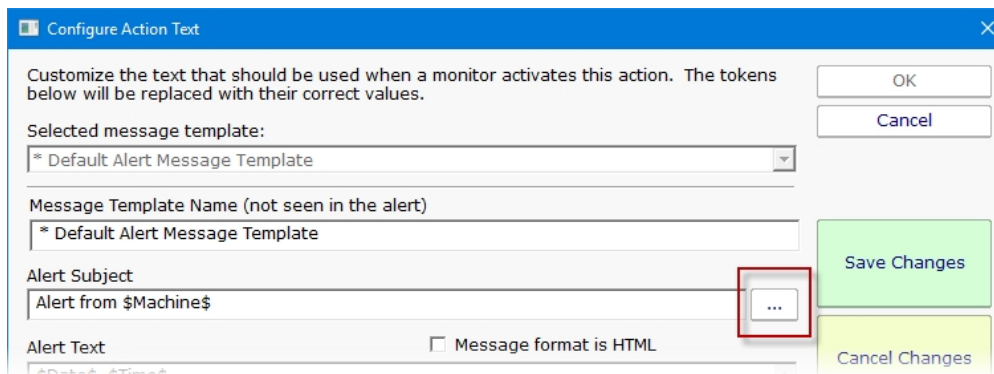 Configure Action Text
Customize the text that should be used when a monitor activates this action. The tokens
below will be replaced with their correct values.
OK
Cancel
Selected message template:
* Default Alert Message Template
Message Template Name (not seen in the alert)
* Default Alert Message Template
Save Changes
Alert Subject
Alert from $Machine$
...
Alert Text
Message format is HTML
Cancel Changes
$Date$ $Time$